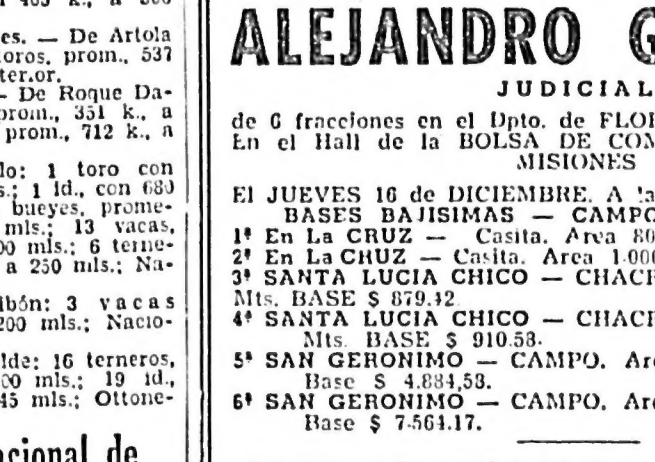 es. — De Artola
toros, prom., 537
ter.or.
— De Roque Da-
prom., 351 k., a
prom., 712 k., a
lo: 1 toro con
s.; 1 id., con 680
bueyes, prome-
mls.; 13 vacas,
00 mls.; 6 terne-
a 250 mls.; Na-
ibón: 3 vacas
200 mls.; Nacio-
lde: 16 terneros,
00 mls.; 19 id.,
45 mls.; Ottone-
acional de
ALEJANDRO G
JUDICIAL
de 6 fracciones en el Dpto. de FLO
En el Hall de la BOLSA DE COM
MISIONES
El JUEVES 16 de DICIEMBRE. A la
BASES BAJISIMAS — CAMPO
1ª En La CRUZ — Casita. Area 80
2ª En La CRUZ — Casita. Area 1.000
3ª SANTA LUCIA CHICO — CHAC
Mts. BASE $ 879.42
4ª SANTA LUCIA CHICO — CHAC
Mts. BASE $ 910.58.
5ª SAN GERONIMO — CAMPO. Are
Base $ 4.884,53.
6ª SAN GERONIMO — CAMPO. Are
Base $ 7.564.17.